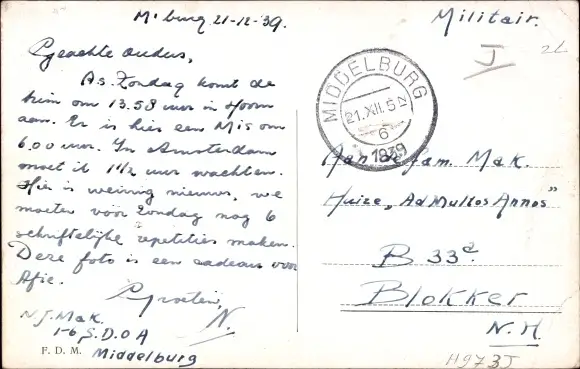 M'burg 21-12-'39.
Geachte ouders,
A.s. Zondag komt de
trein om 13.58 uur in Hoorn
aan. Er is hier een Mis om
6.00 uur. In Amsterdam
moet ik 1½ uur wachten.
Hier is weinig nieuws, we
moeten voor Zondag nog 6
schriftelijke repetities maken.
Deze foto is een cadeau voor
Afie.
Groeten,
N.
N.J. Mak.
1-6 S.D.O.A
Middelburg
F. D. M.
Militair.
J
MIDDELBURG
21.XII.5 N
6
1939
Aan de fam. Mak.
Huize "Ad Multos Annos"
B 33d.
Blokker
N.H.
H973J